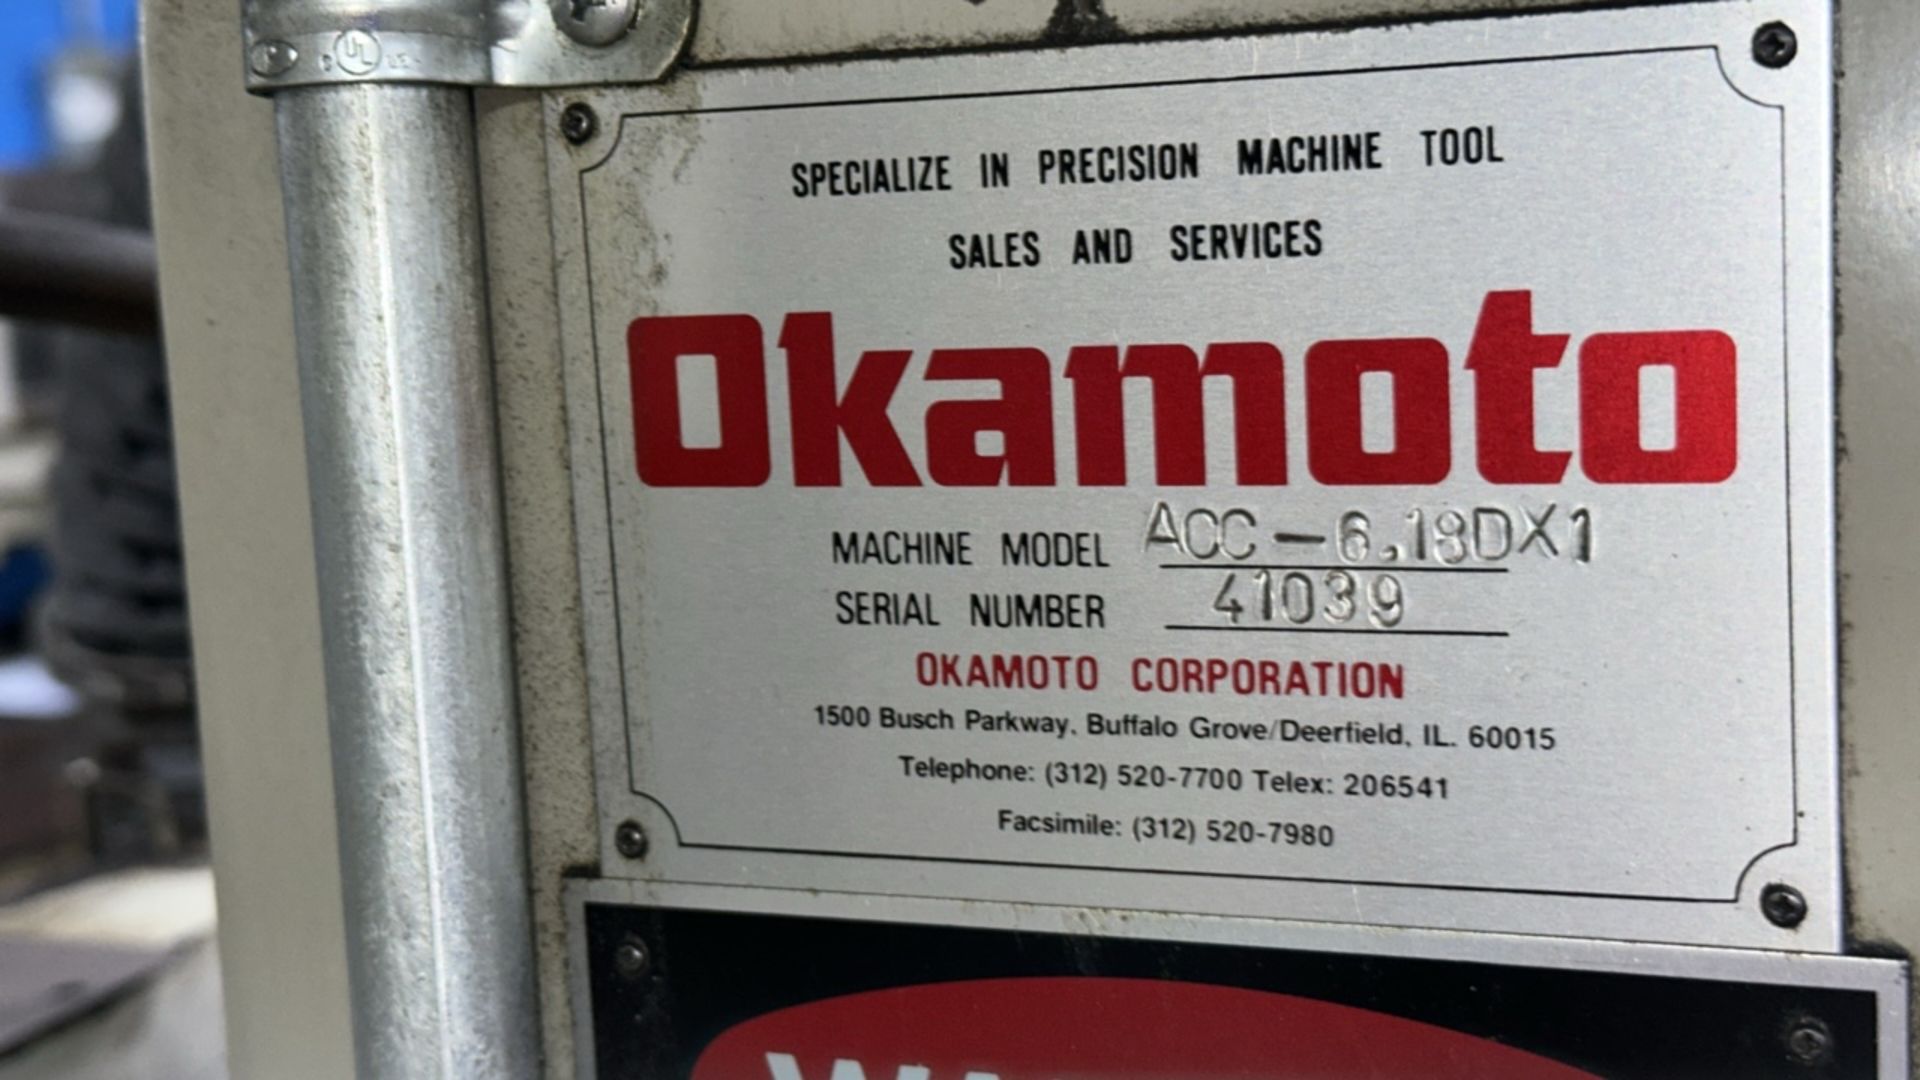 UL
SPECIALIZE IN PRECISION MACHINE TOOL
SALES AND SERVICES
Okamoto
MACHINE MODEL ACC-6.18DX1
SERIAL NUMBER 41039
OKAMOTO CORPORATION
1500 Busch Parkway, Buffalo Grove/Deerfield, IL. 60015
Telephone: (312) 520-7700 Telex: 206541
Facsimile: (312) 520-7980